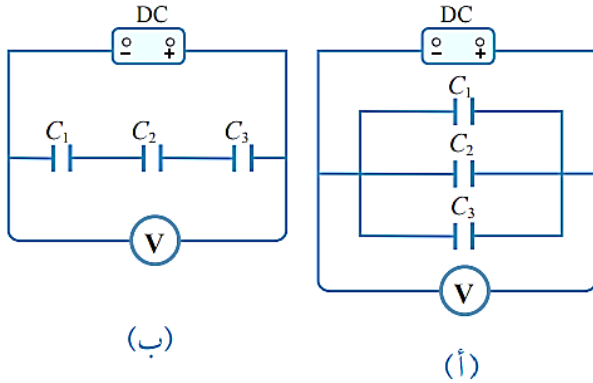 DC
- +
C₁
C₂
C₃
V
(أ)
DC
- +
C₁ C₂ C₃
V
(ب)